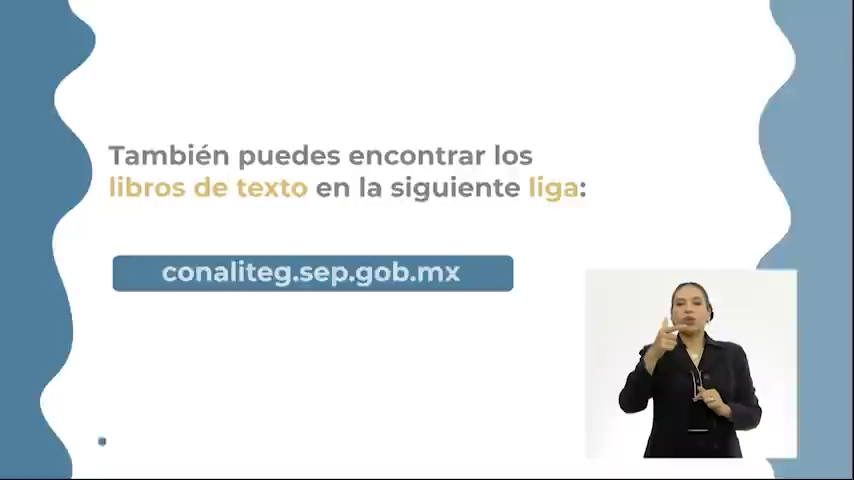 También puedes encontrar los
libros de texto en la siguiente liga:
conaliteg.sep.gob.mx